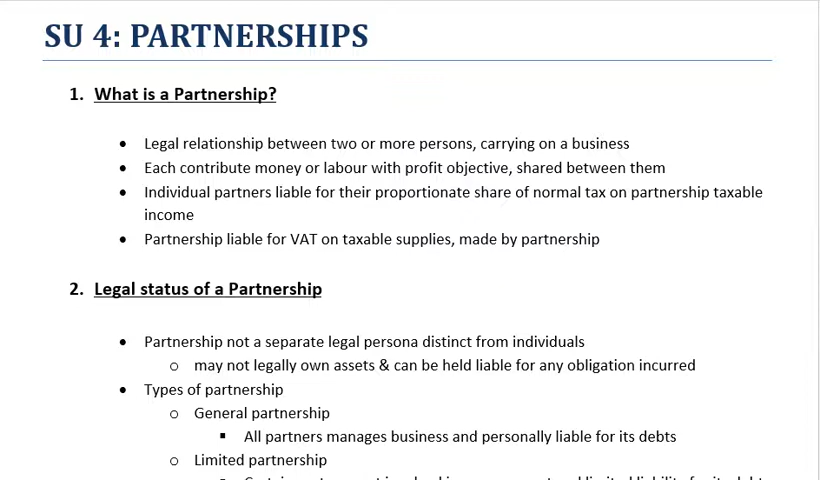 SU 4: PARTNERSHIPS
1. What is a Partnership?
• Legal relationship between two or more persons, carrying on a business
• Each contribute money or labour with profit objective, shared between them
• Individual partners liable for their proportionate share of normal tax on partnership taxable
income
• Partnership liable for VAT on taxable supplies, made by partnership
2. Legal status of a Partnership
• Partnership not a separate legal persona distinct from individuals
o may not legally own assets & can be held liable for any obligation incurred
• Types of partnership
o General partnership
▪ All partners manages business and personally liable for its debts
o Limited partnership